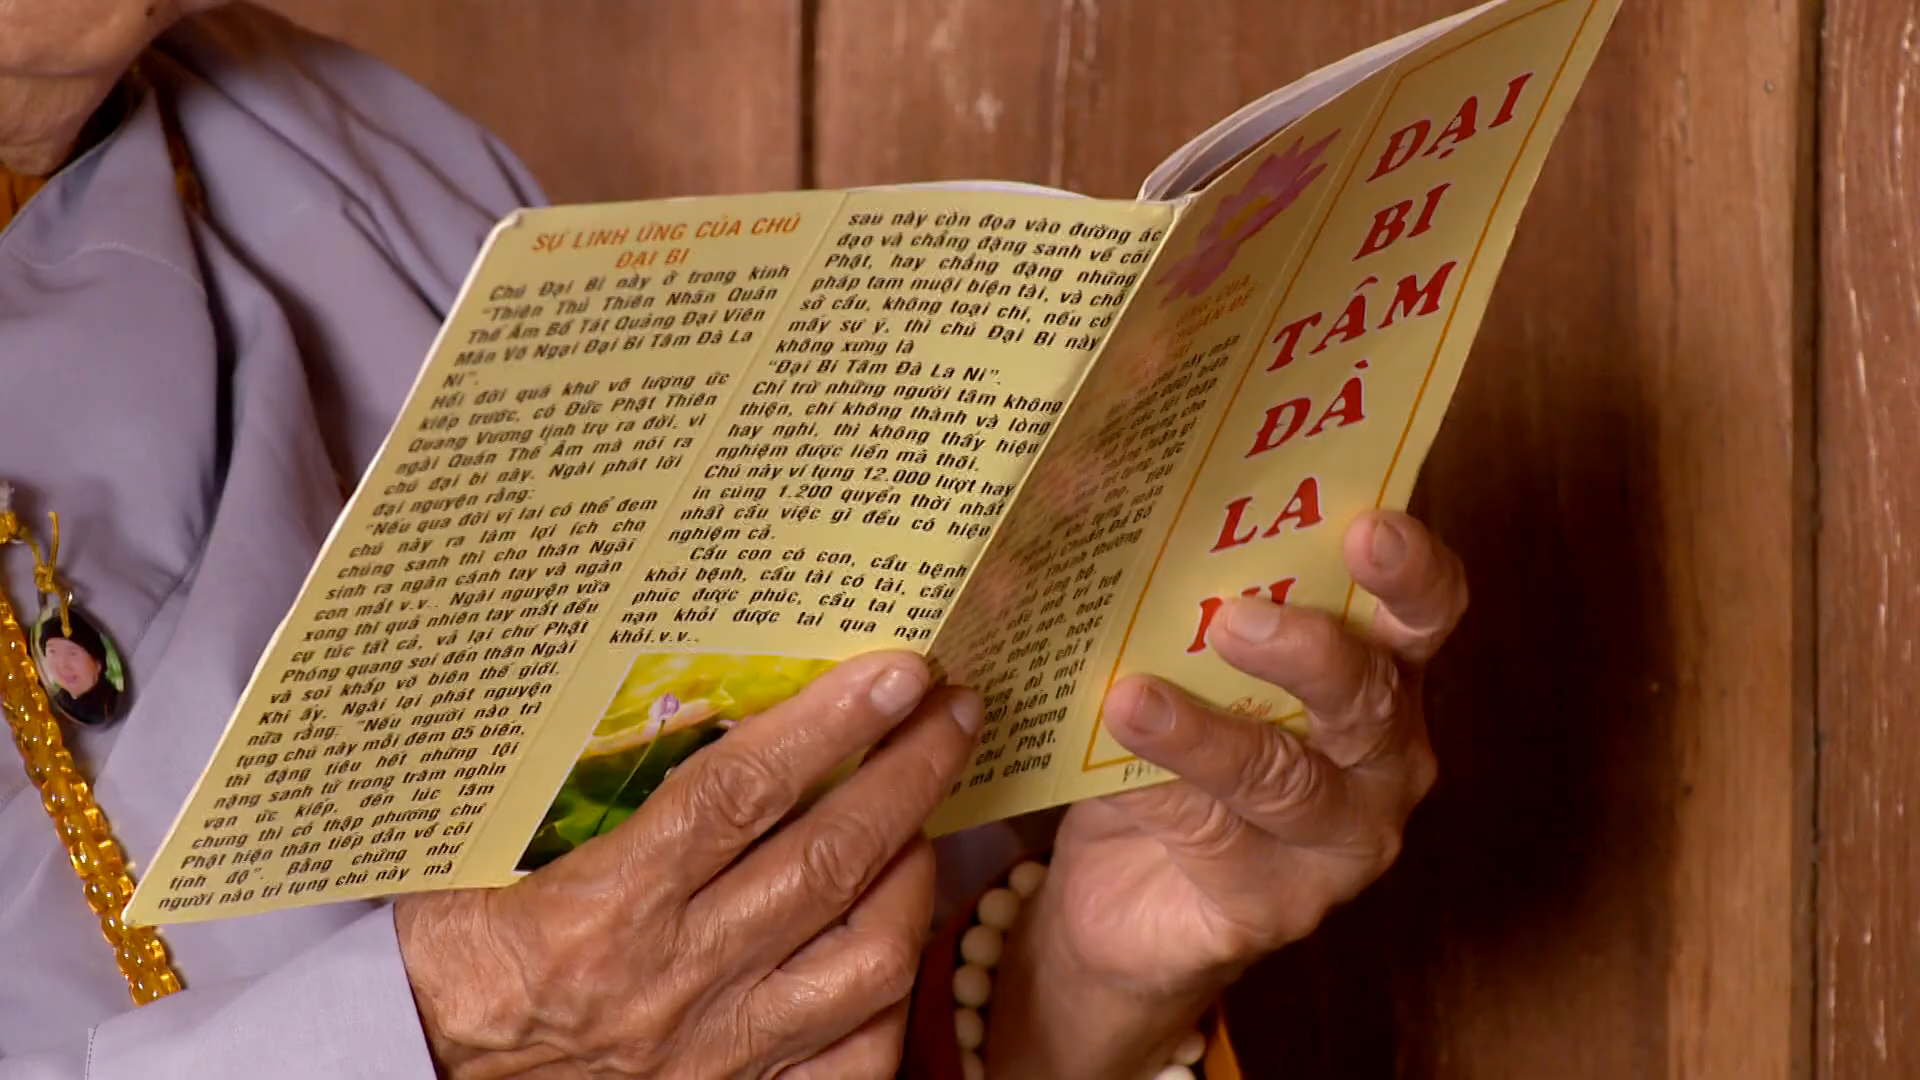 SỰ LINH ỨNG CỦA CHÚ
ĐẠI BI
Chú Đại Bi này ở trong kinh
"Thiên Thủ Thiên Nhãn Quán
Thế Âm Bồ Tát Quảng Đại Viên
Mãn Vô Ngại Đại Bi Tâm Đà La
Ni".
Hồi đời quá khứ vô lượng ức
kiếp trước, có Đức Phật Thiên
Quang Vương tịnh trụ ra đời, vì
ngài Quán Thế Âm mà nói ra
chú đại bi này. Ngài phát lời
đại nguyện rằng:
"Nếu qua đời vị lai có thể đem
chú này ra làm lợi ích cho
chúng sanh thì cho thân Ngài
sinh ra ngàn cánh tay và ngàn
con mắt v.v.. Ngài nguyện vừa
xong thì quả nhiên tay mắt đều
cụ túc tất cả, và lại chư Phật
Phóng quang soi đến thân Ngài
và soi khắp vô biên thế giới.
Khi ấy, Ngài lại phát nguyện
nữa rằng: "Nếu người nào trì
tụng chú này mỗi đêm 05 biến,
thì đặng tiêu hết những tội
nặng sanh tử trong trăm nghìn
vạn ức kiếp, đến lúc lâm
chung thì có thập phương chư
Phật hiện thân tiếp dẫn về cõi
tịnh độ". Bằng chứng như
người nào trì tụng chú này mà
sau này còn đọa vào đường ác
đạo và chẳng đặng sanh về cõi
Phật, hay chẳng đặng những
pháp tam muội biện tài, và chỗ
sở cầu, không toại chí, nếu có
mấy sự ý, thì chú Đại Bi này
không xưng là
"Đại Bi Tâm Đà La Ni".
Chỉ trừ những người tâm không
thiện, chí không thành và lòng
hay nghi, thì không thấy hiệu
nghiệm được liền mà thôi.
Chú này ví tụng 12.000 lượt hay
in cúng 1.200 quyển thời nhất
nhất cầu việc gì đều có hiệu
nghiệm cả.
Cầu con có con, cầu bệnh
khỏi bệnh, cầu tài có tài, cầu
phúc được phúc, cầu tai qua
nạn khỏi được tai qua nạn
khỏi.v.v..
ĐẠI
BI
TÂM
ĐÀ
LA
NI